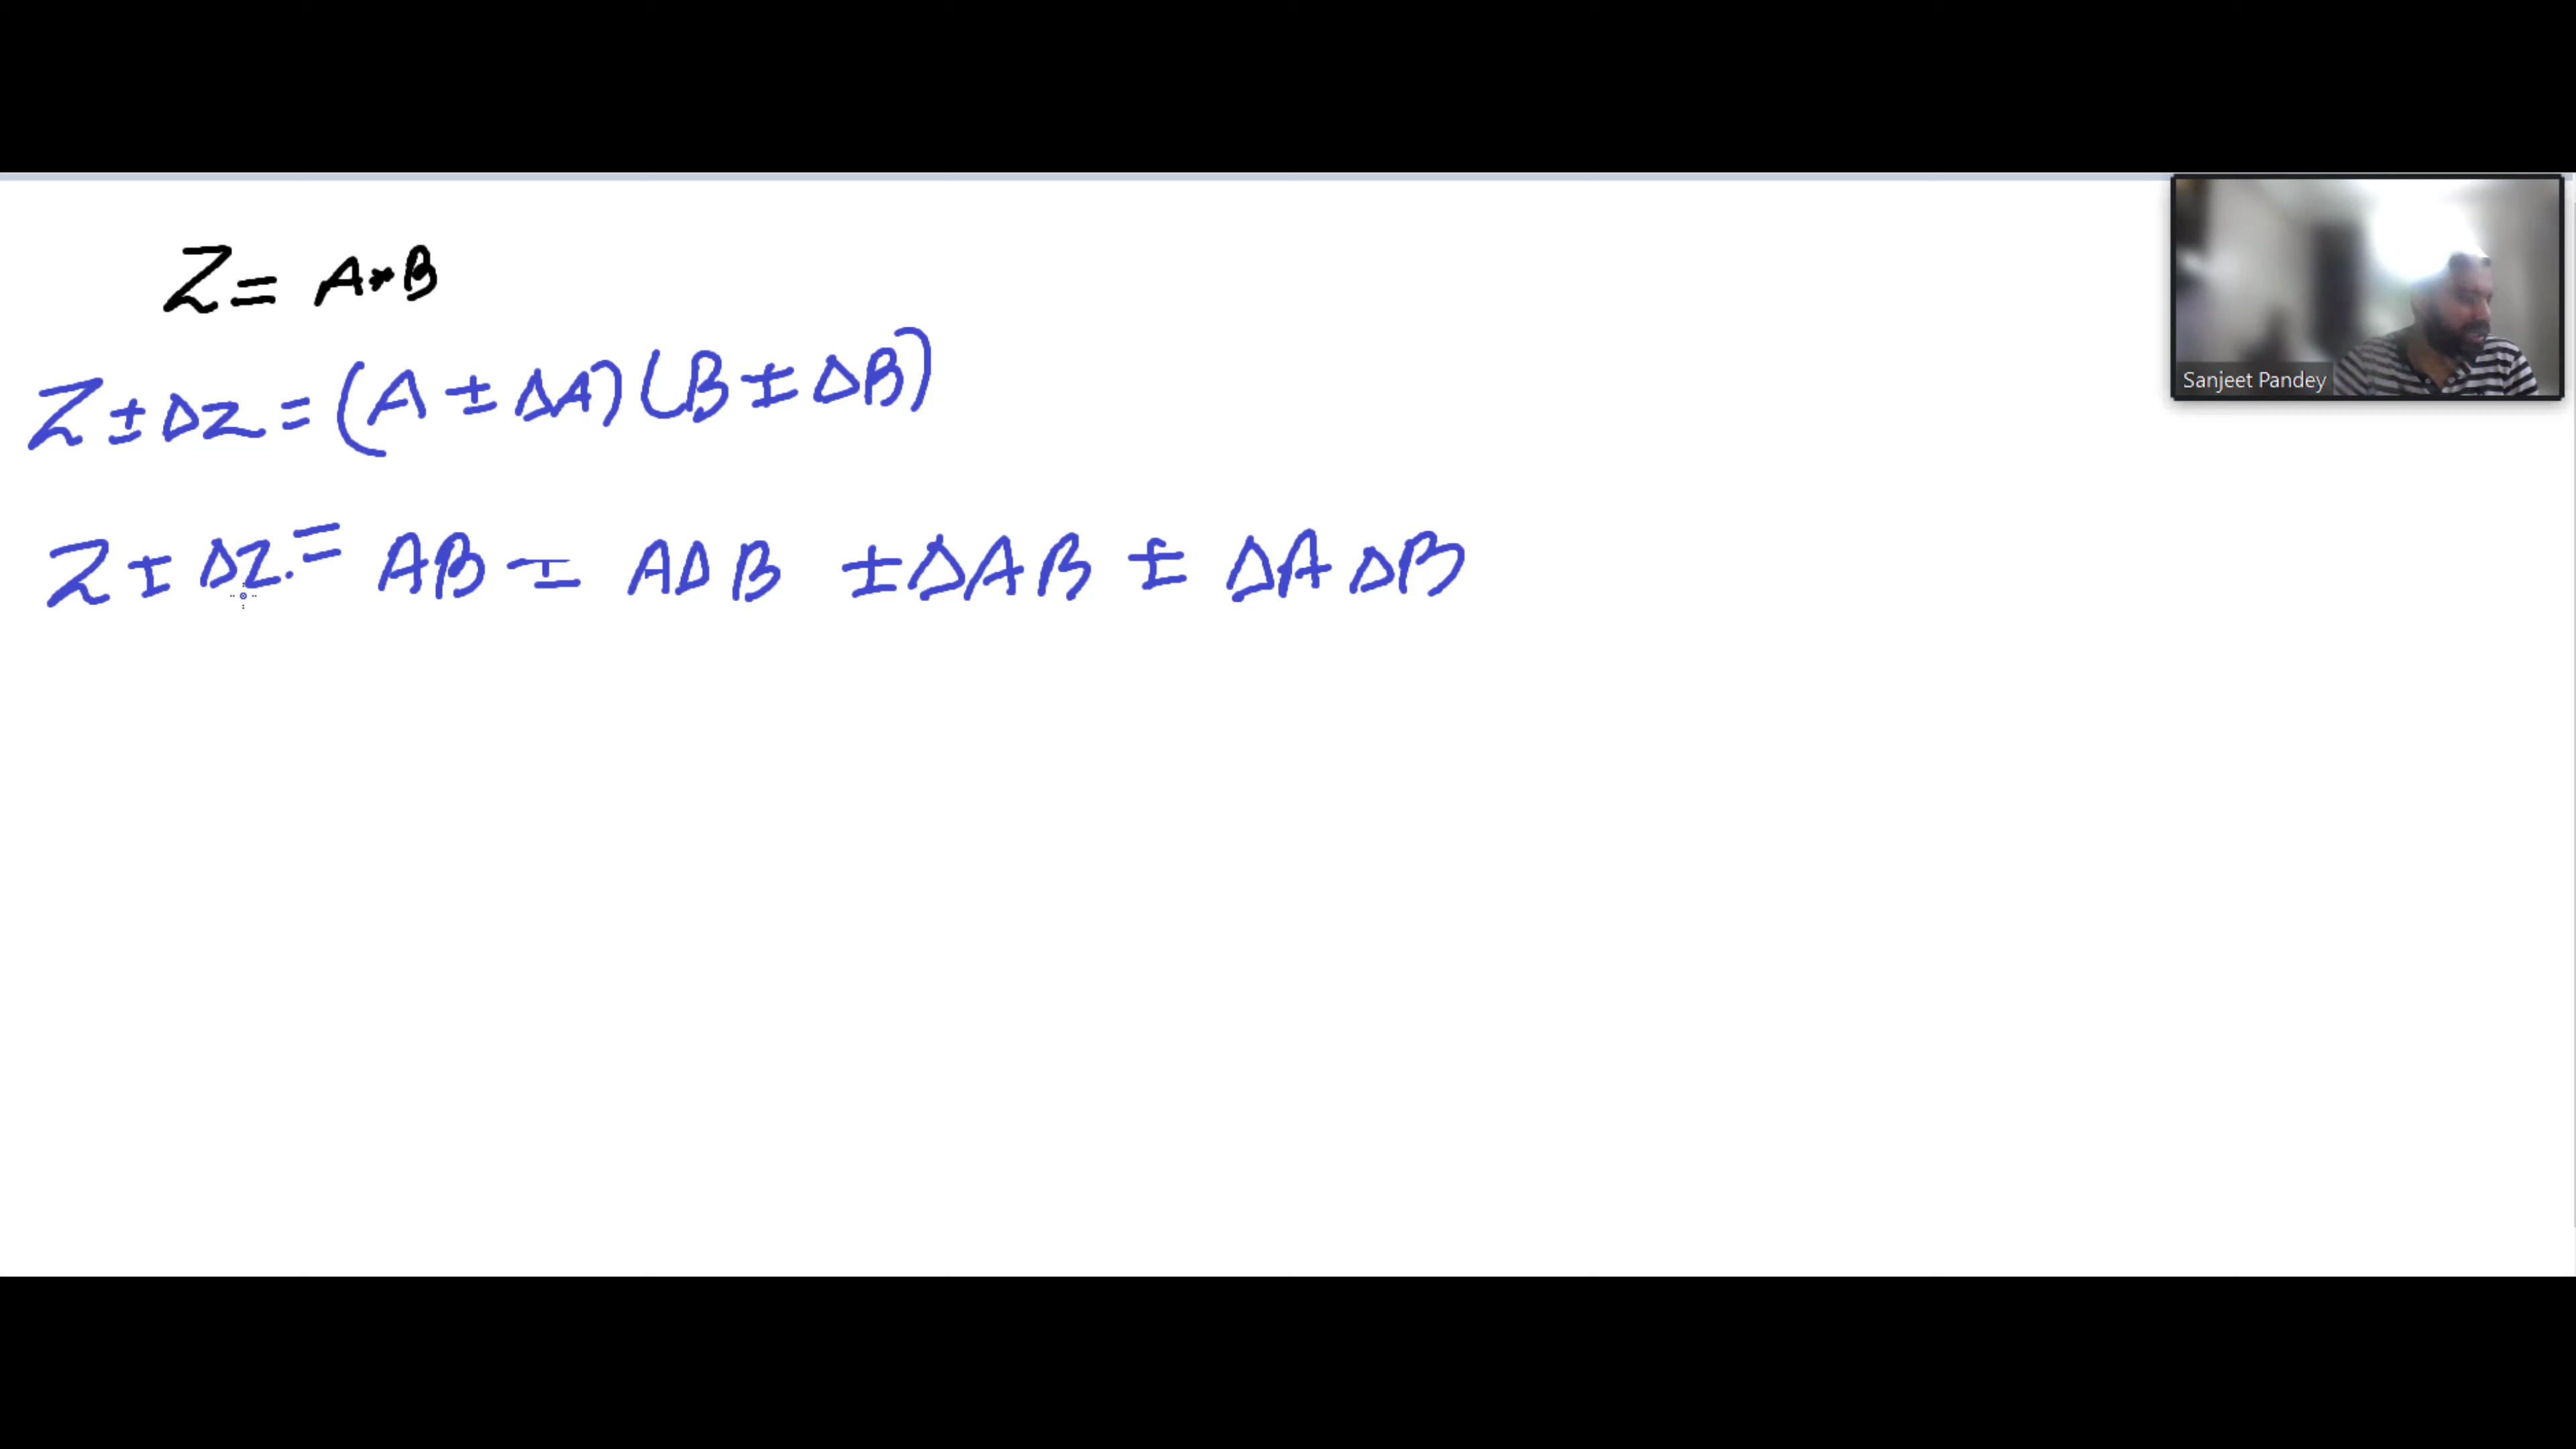 Z = A*B
Z ± ΔZ = (A ± ΔA) (B ± ΔB)
Z ± ΔZ. = AB ± AΔB ±ΔAB ± ΔAΔB
Sanjeet Pandey